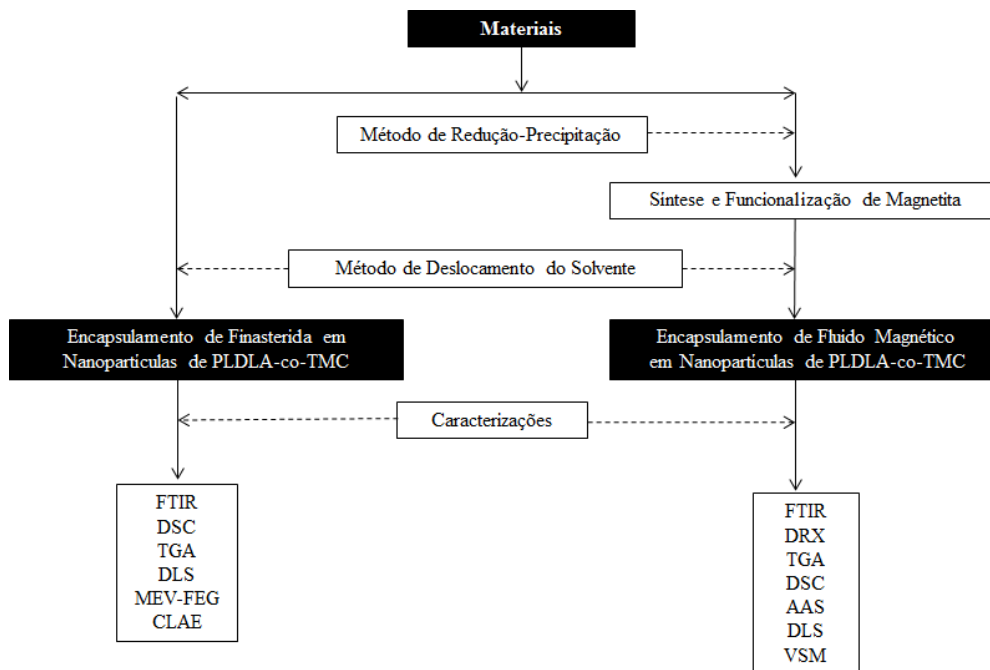 Materiais
Método de Redução-Precipitação
Síntese e Funcionalização de Magnetita
Método de Deslocamento do Solvente
Encapsulamento de Finasterida em
Nanopartículas de PLDLA-co-TMC
Encapsulamento de Fluido Magnético
em Nanopartículas de PLDLA-co-TMC
Caracterizações
FTIR
DSC
TGA
DLS
MEV-FEG
CLAE
FTIR
DRX
TGA
DSC
AAS
DLS
VSM